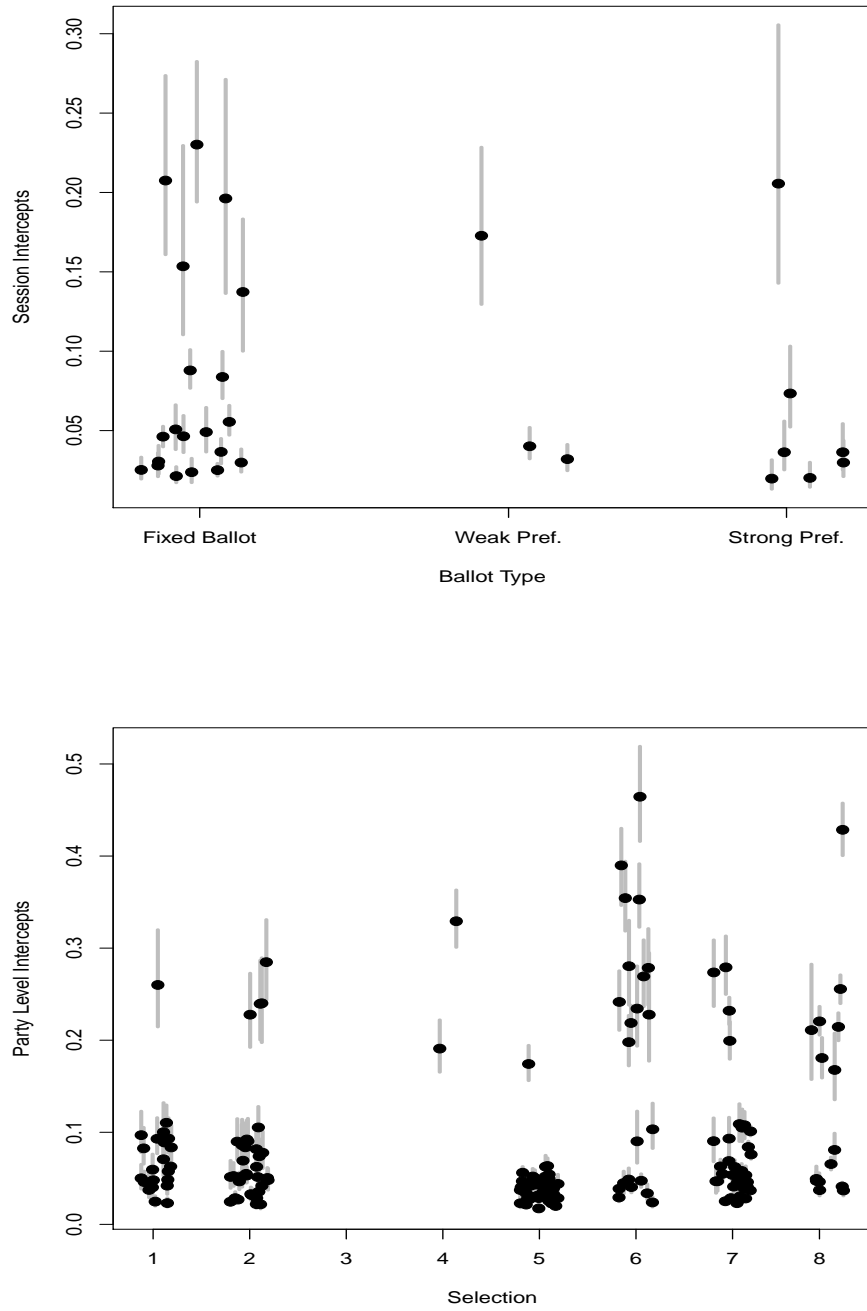 0.30
0.25
0.20
0.15
0.10
0.05
Session Intercepts
Fixed Ballot Weak Pref. Strong Pref.
Ballot Type
0.5
0.4
0.3
0.2
0.1
0.0
Party Level Intercepts
1 2 3 4 5 6 7 8
Selection